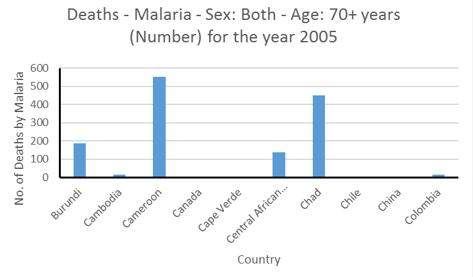 Deaths - Malaria - Sex: Both - Age: 70+ years
(Number) for the year 2005
No. of Deaths by Malaria
600
500
400
300
200
100
0
Burundi
Cambodia
Cameroon
Canada
Cape Verde
Central African...
Chad
Chile
China
Colombia
Country